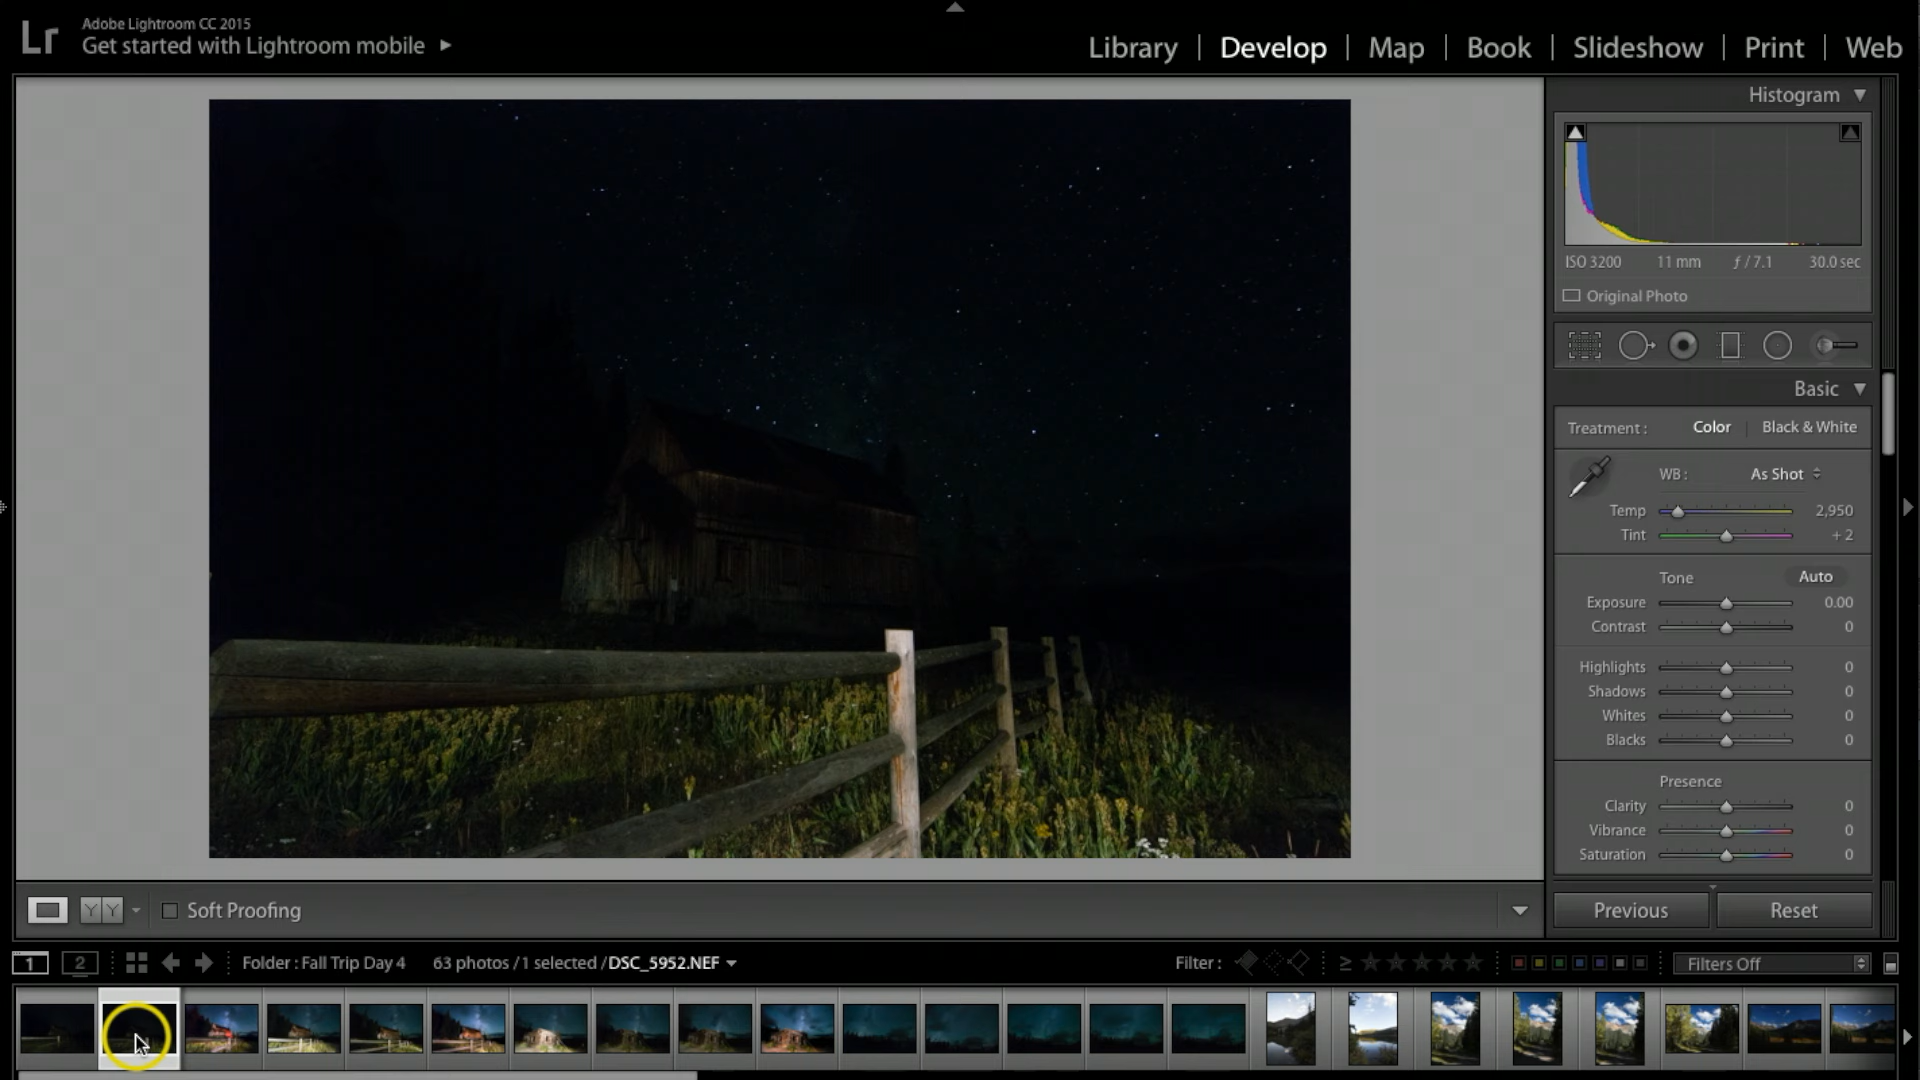 Lr
Adobe Lightroom CC 2015
Get started with Lightroom mobile
Library | Develop | Map | Book | Slideshow | Print | Web
Histogram
ISO 3200 11 mm ƒ / 7.1 30.0 sec
Original Photo
Basic
Treatment : Color Black & White
WB : As Shot
Temp 2,950
Tint + 2
Tone Auto
Exposure 0.00
Contrast 0
Highlights 0
Shadows 0
Whites 0
Blacks 0
Presence
Clarity 0
Vibrance 0
Saturation 0
Y Y Soft Proofing
Previous Reset
1 2 Folder : Fall Trip Day 4 63 photos / 1 selected / DSC_5952.NEF Filter : ≥ Filters Off